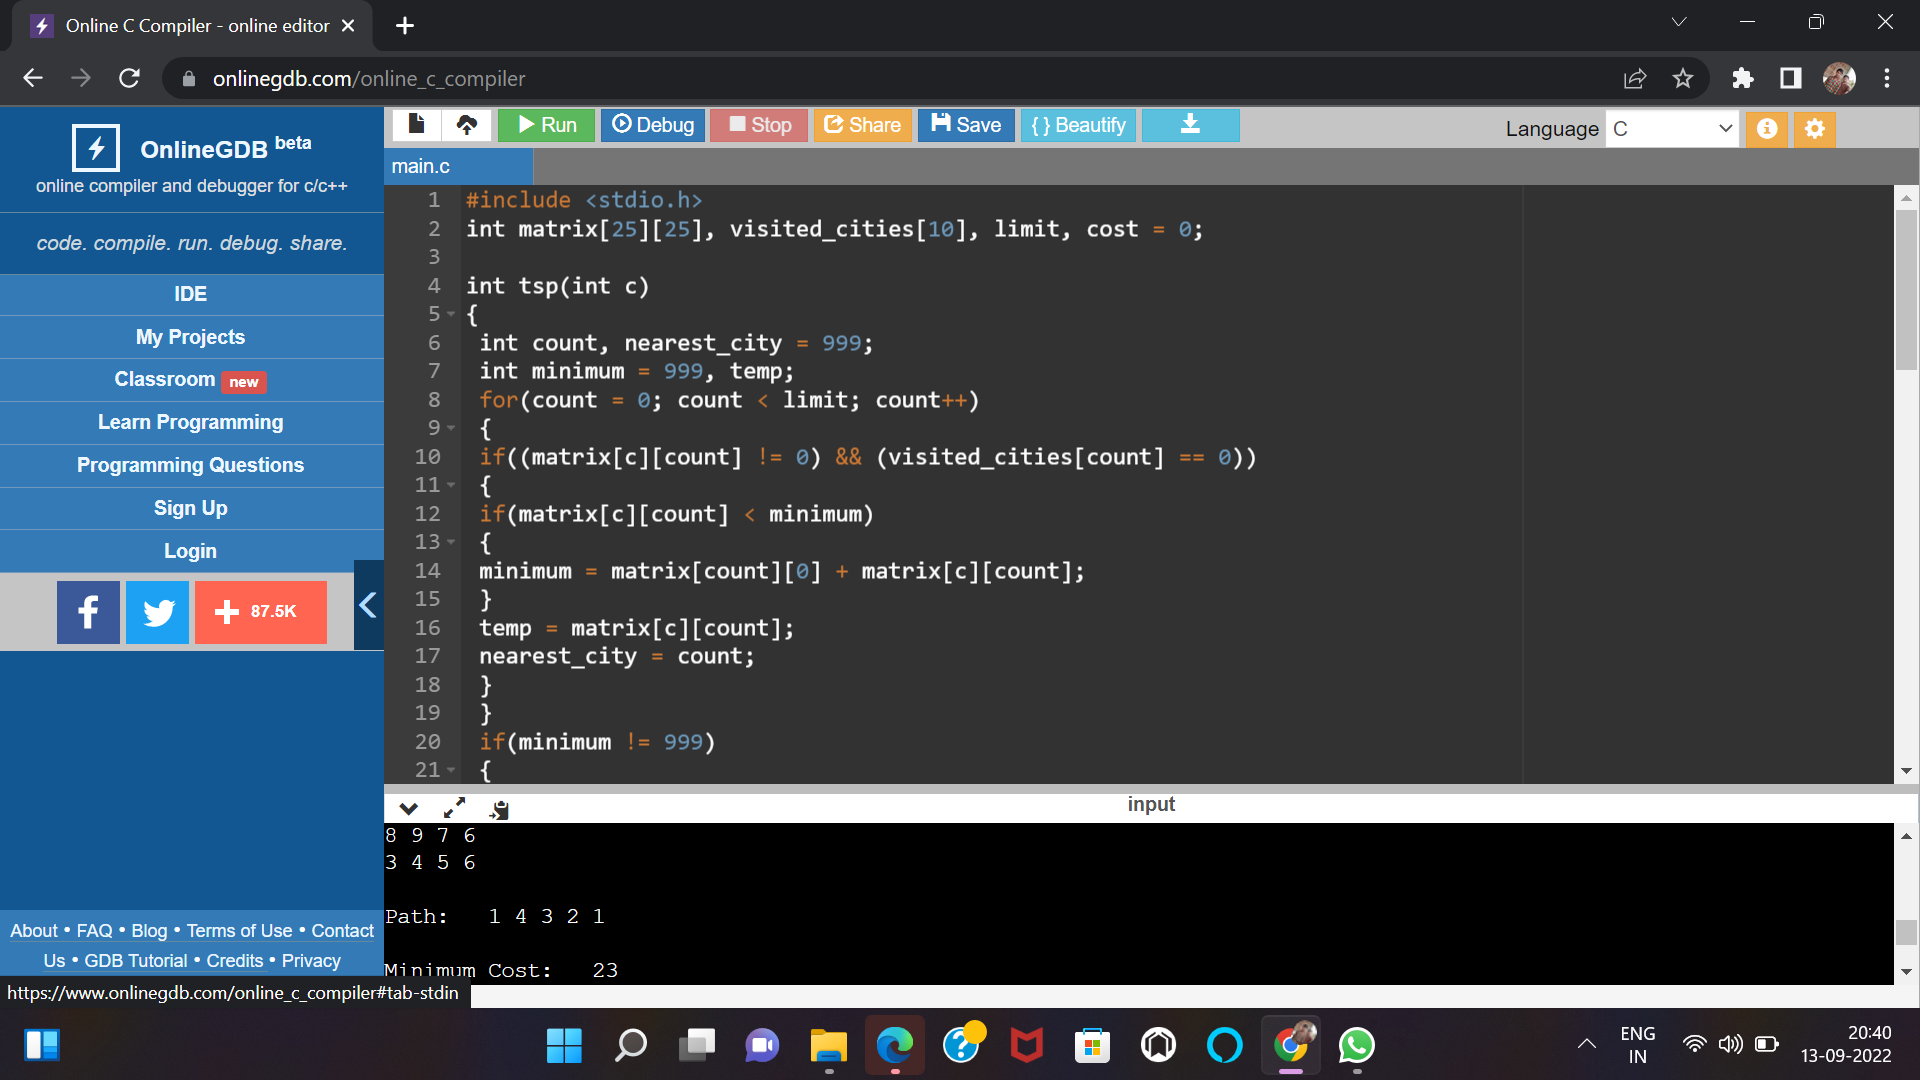 Online C Compiler - online editor
onlinegdb.com/online_c_compiler
OnlineGDB beta
online compiler and debugger for c/c++
code. compile. run. debug. share.
IDE
My Projects
Classroom new
Learn Programming
Programming Questions
Sign Up
Login
87.5K
About • FAQ • Blog • Terms of Use • Contact
Us • GDB Tutorial • Credits • Privacy
https://www.onlinegdb.com/online_c_compiler#tab-stdin
Run Debug Stop Share Save { } Beautify
Language C
main.c
1 #include <stdio.h>
2 int matrix[25][25], visited_cities[10], limit, cost = 0;
3
4 int tsp(int c)
5 {
6 int count, nearest_city = 999;
7 int minimum = 999, temp;
8 for(count = 0; count < limit; count++)
9 {
10 if((matrix[c][count] != 0) && (visited_cities[count] == 0))
11 {
12 if(matrix[c][count] < minimum)
13 {
14 minimum = matrix[count][0] + matrix[c][count];
15 }
16 temp = matrix[c][count];
17 nearest_city = count;
18 }
19 }
20 if(minimum != 999)
21 {
input
8 9 7 6
3 4 5 6
Path: 1 4 3 2 1
Minimum Cost: 23
ENG
IN
20:40
13-09-2022